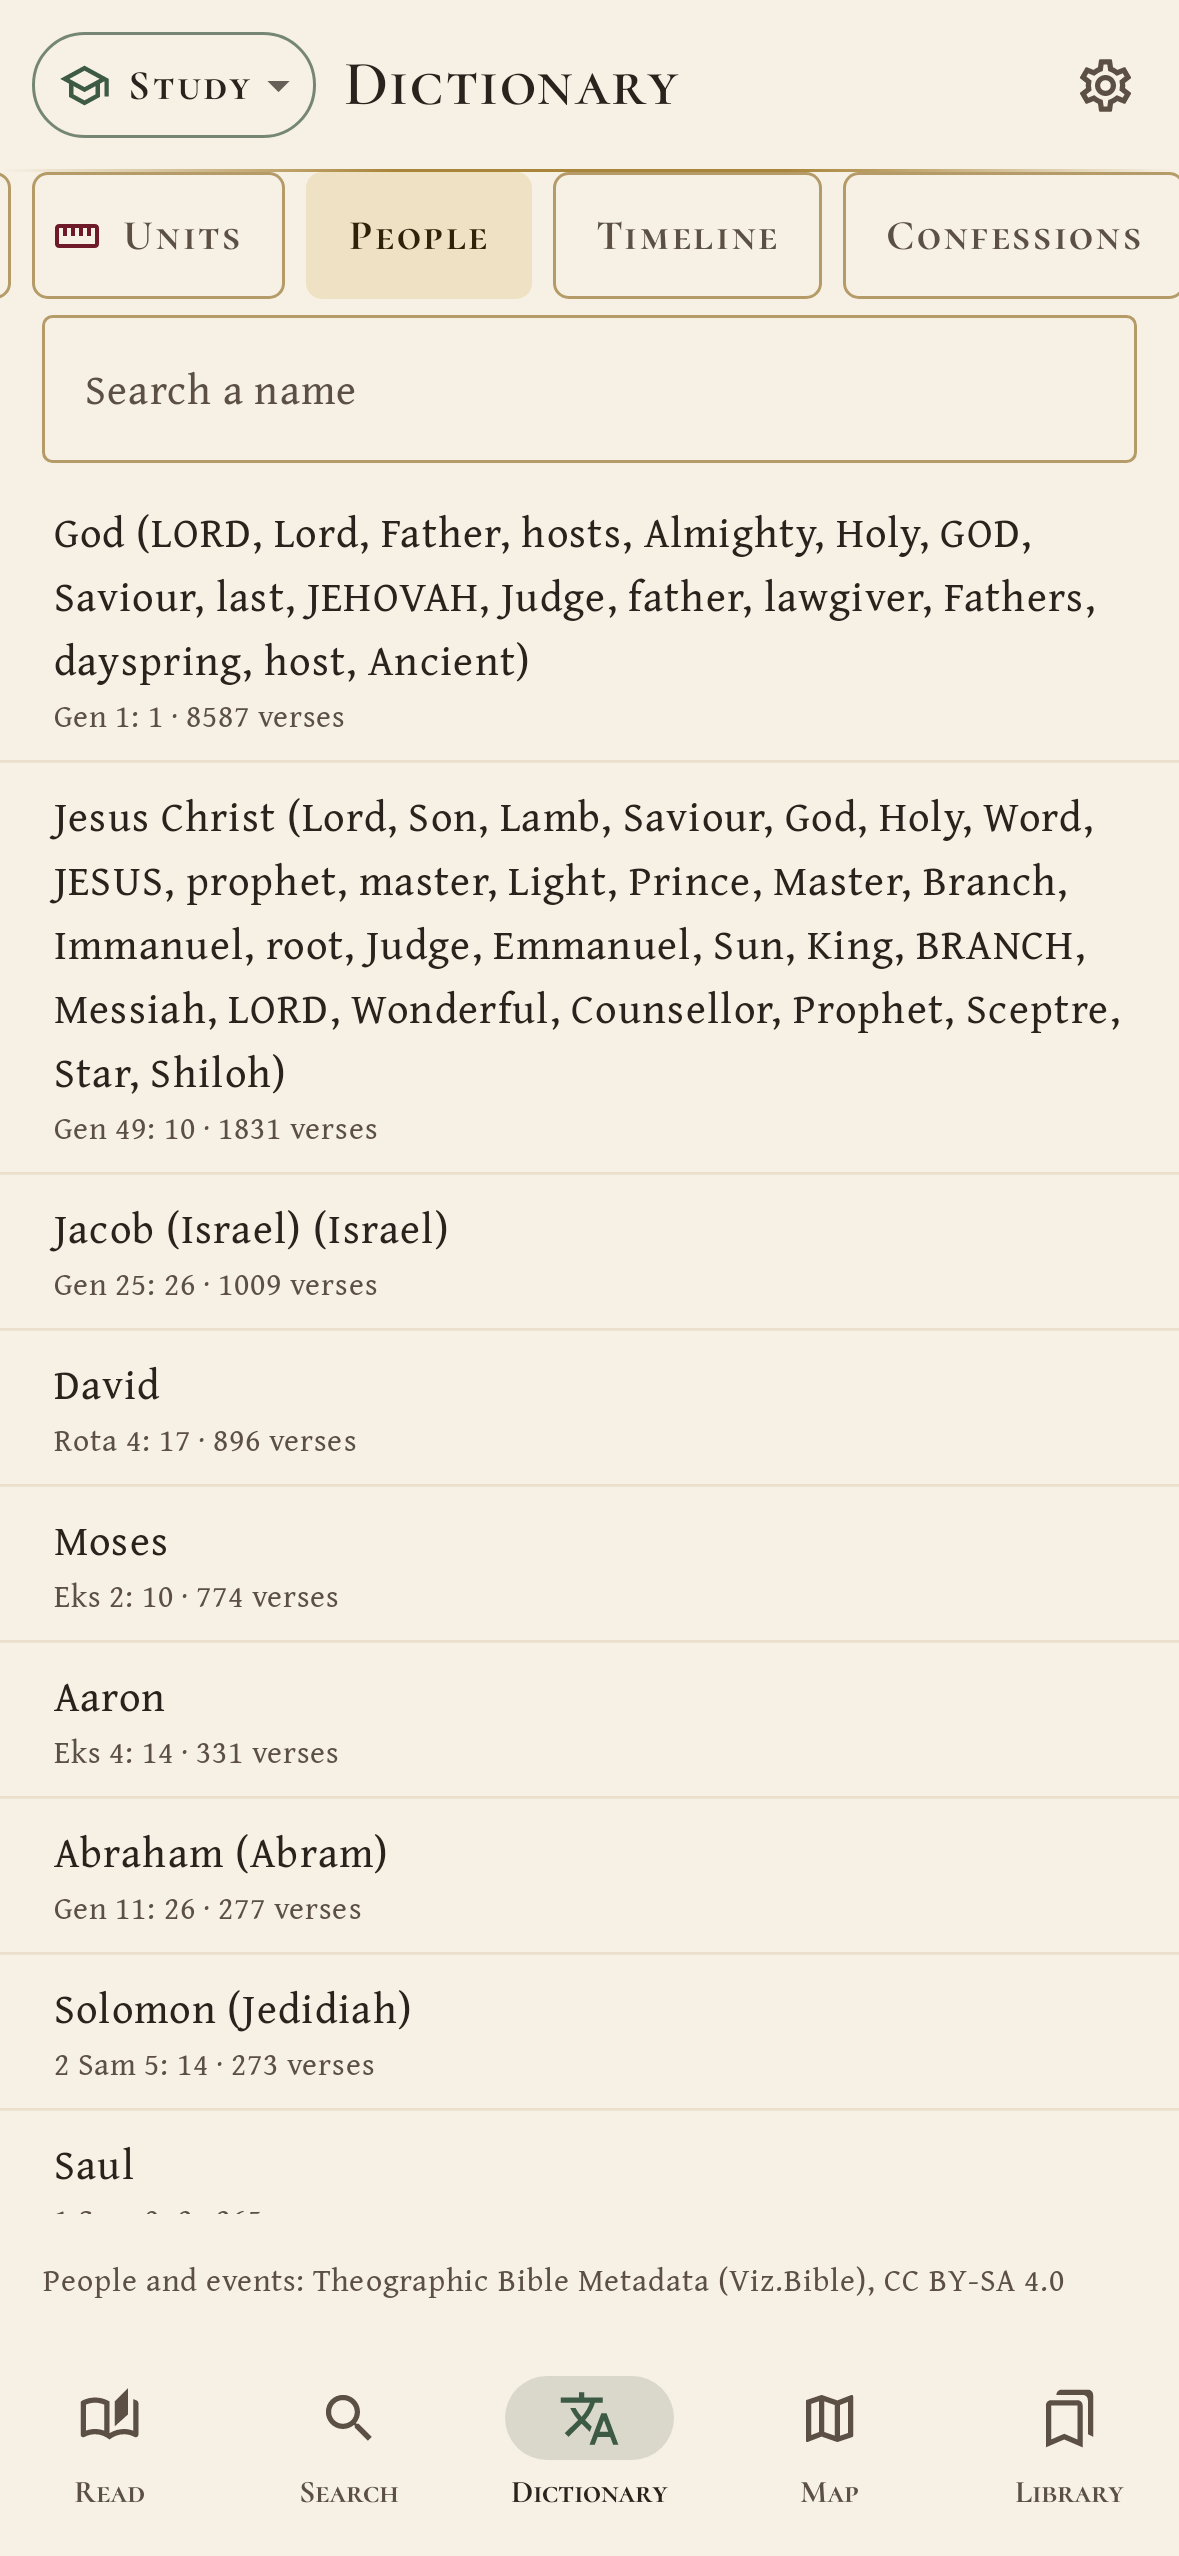 Study
Dictionary
Units
People
Timeline
Confessions
Search a name
God (LORD, Lord, Father, hosts, Almighty, Holy, GOD,
Saviour, last, JEHOVAH, Judge, father, lawgiver, Fathers,
dayspring, host, Ancient)
Gen 1: 1 · 8587 verses
Jesus Christ (Lord, Son, Lamb, Saviour, God, Holy, Word,
JESUS, prophet, master, Light, Prince, Master, Branch,
Immanuel, root, Judge, Emmanuel, Sun, King, BRANCH,
Messiah, LORD, Wonderful, Counsellor, Prophet, Sceptre,
Star, Shiloh)
Gen 49: 10 · 1831 verses
Jacob (Israel) (Israel)
Gen 25: 26 · 1009 verses
David
Rota 4: 17 · 896 verses
Moses
Eks 2: 10 · 774 verses
Aaron
Eks 4: 14 · 331 verses
Abraham (Abram)
Gen 11: 26 · 277 verses
Solomon (Jedidiah)
2 Sam 5: 14 · 273 verses
Saul
People and events: Theographic Bible Metadata (Viz.Bible), CC BY-SA 4.0
Read
Search
Dictionary
Map
Library